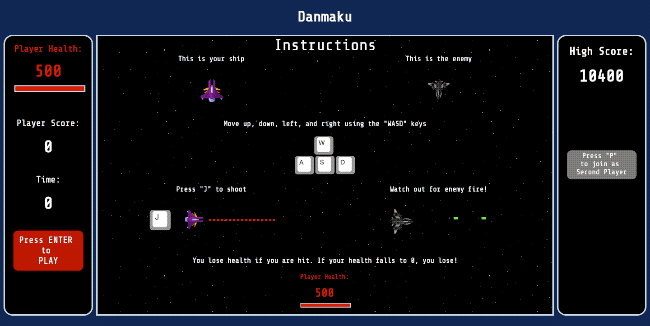 Danmaku
Player Health:
500
Player Score:
0
Time:
0
Press ENTER
to
PLAY
Instructions
This is your ship
This is the enemy
Move up, down, left, and right using the "WASD" keys
W
A S D
Press "J" to shoot
Watch out for enemy fire!
J
You lose health if you are hit. If your health falls to 0, you lose!
Player Health:
500
High Score:
10400
Press "P"
to join as
Second Player